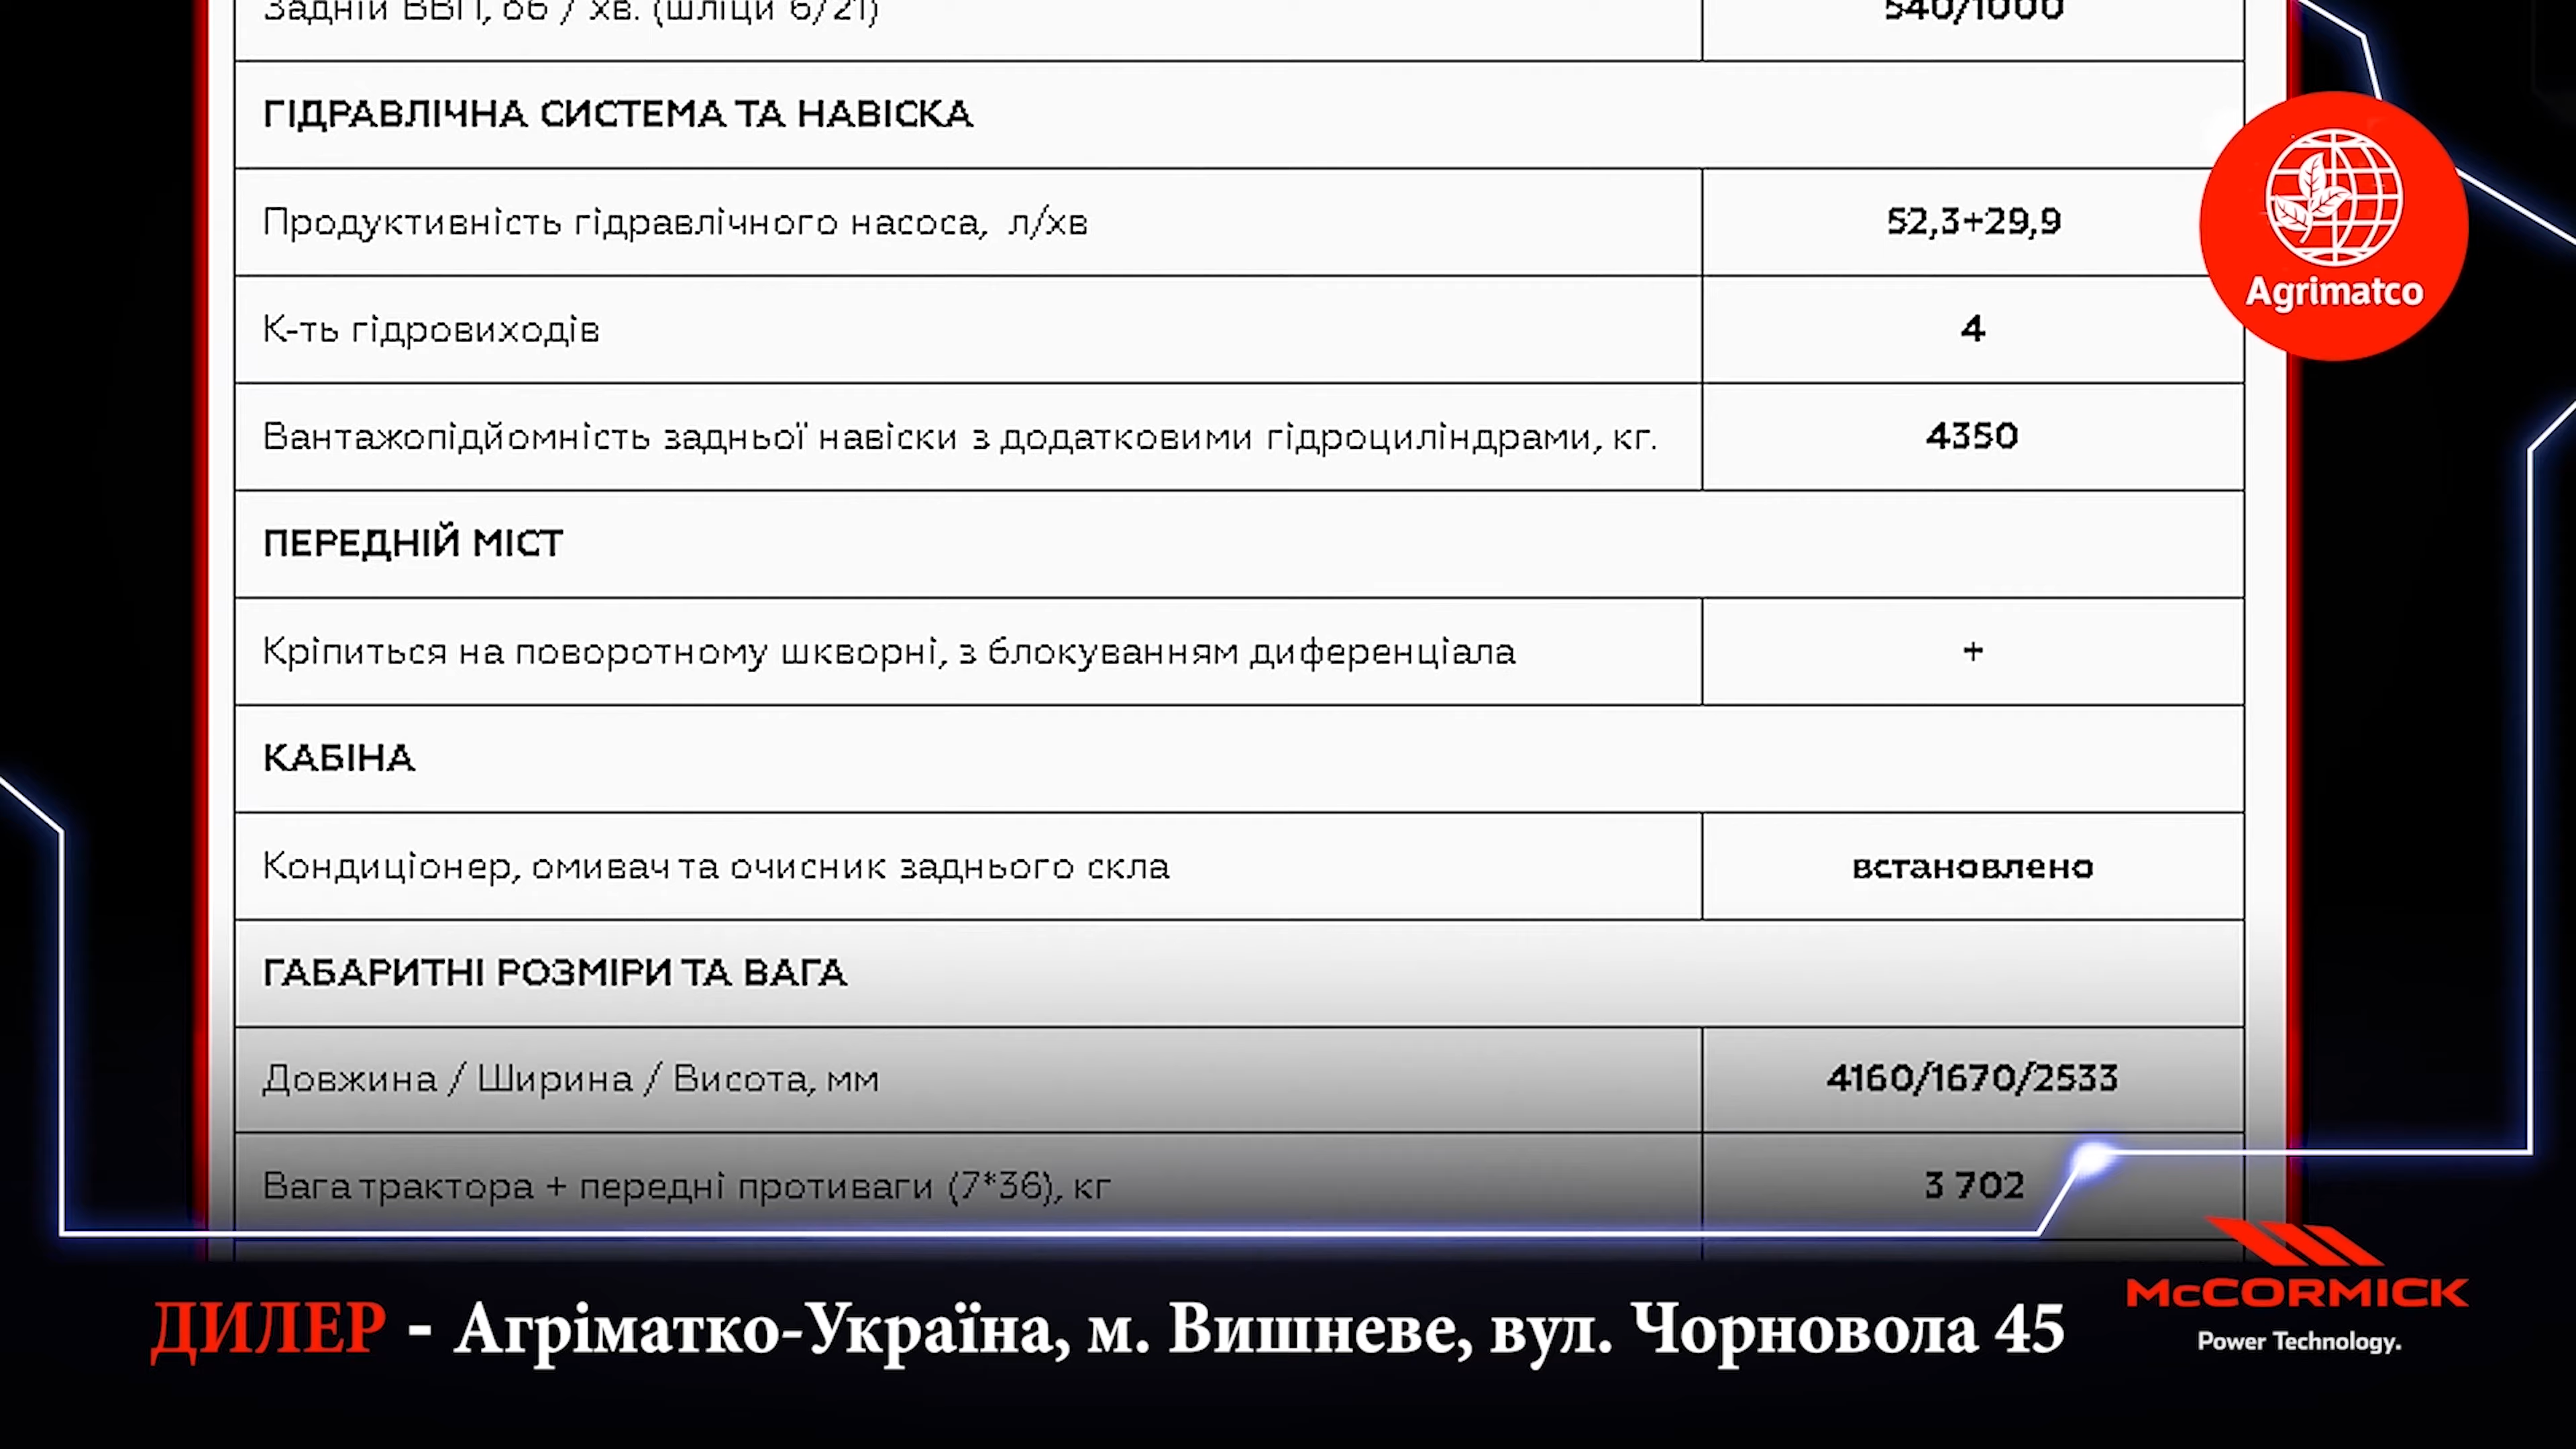 Задній ВВП, об / хв. (шліци 6/21) 540/1000
ГІДРАВЛІЧНА СИСТЕМА ТА НАВІСКА
Продуктивність гідравлічного насоса, л/хв 52,3+29,9
К-ть гідровиходів 4
Вантажопідйомність задньої навіски з додатковими гідроциліндрами, кг. 4350
ПЕРЕДНІЙ МІСТ
Кріпиться на поворотному шкворні, з блокуванням диференціала +
КАБІНА
Кондиціонер, омивач та очисник заднього скла встановлено
ГАБАРИТНІ РОЗМІРИ ТА ВАГА
Довжина / Ширина / Висота, мм 4160/1670/2533
Вага трактора + передні противаги (7*36), кг 3 702
Agrimatco
ДИЛЕР - Агріматко-Україна, м. Вишневе, вул. Чорновола 45
McCORMICK
Power Technology.